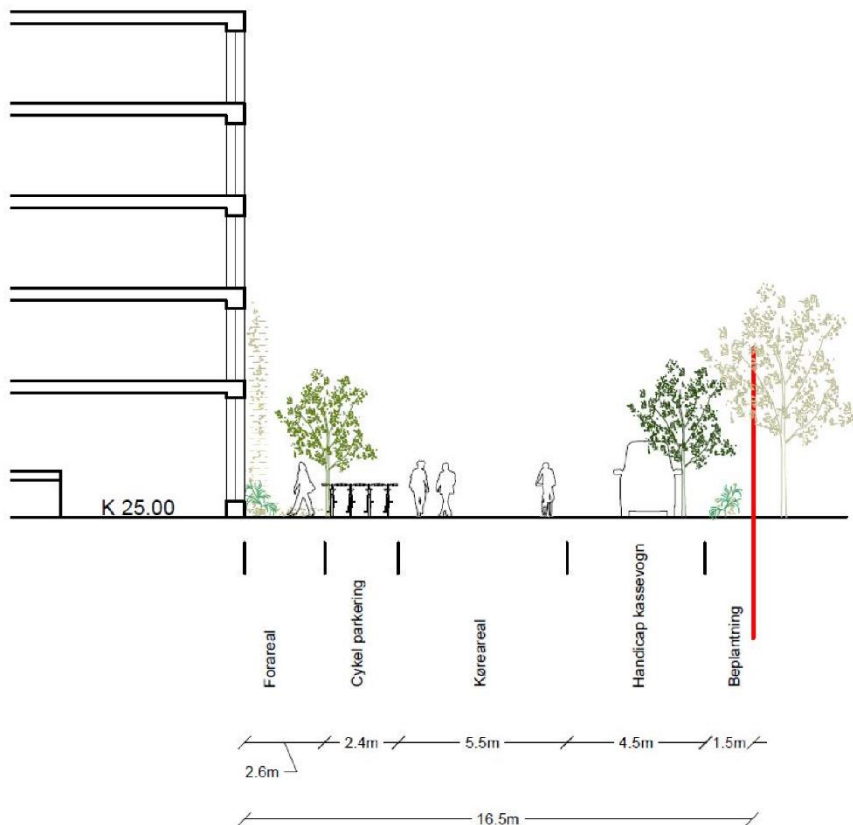 K 25.00
Forareal
Cykel parkering
Køreareal
Handicap kassevogn
Beplantning
2.4m
5.5m
4.5m
1.5m
2.6m
16.5m